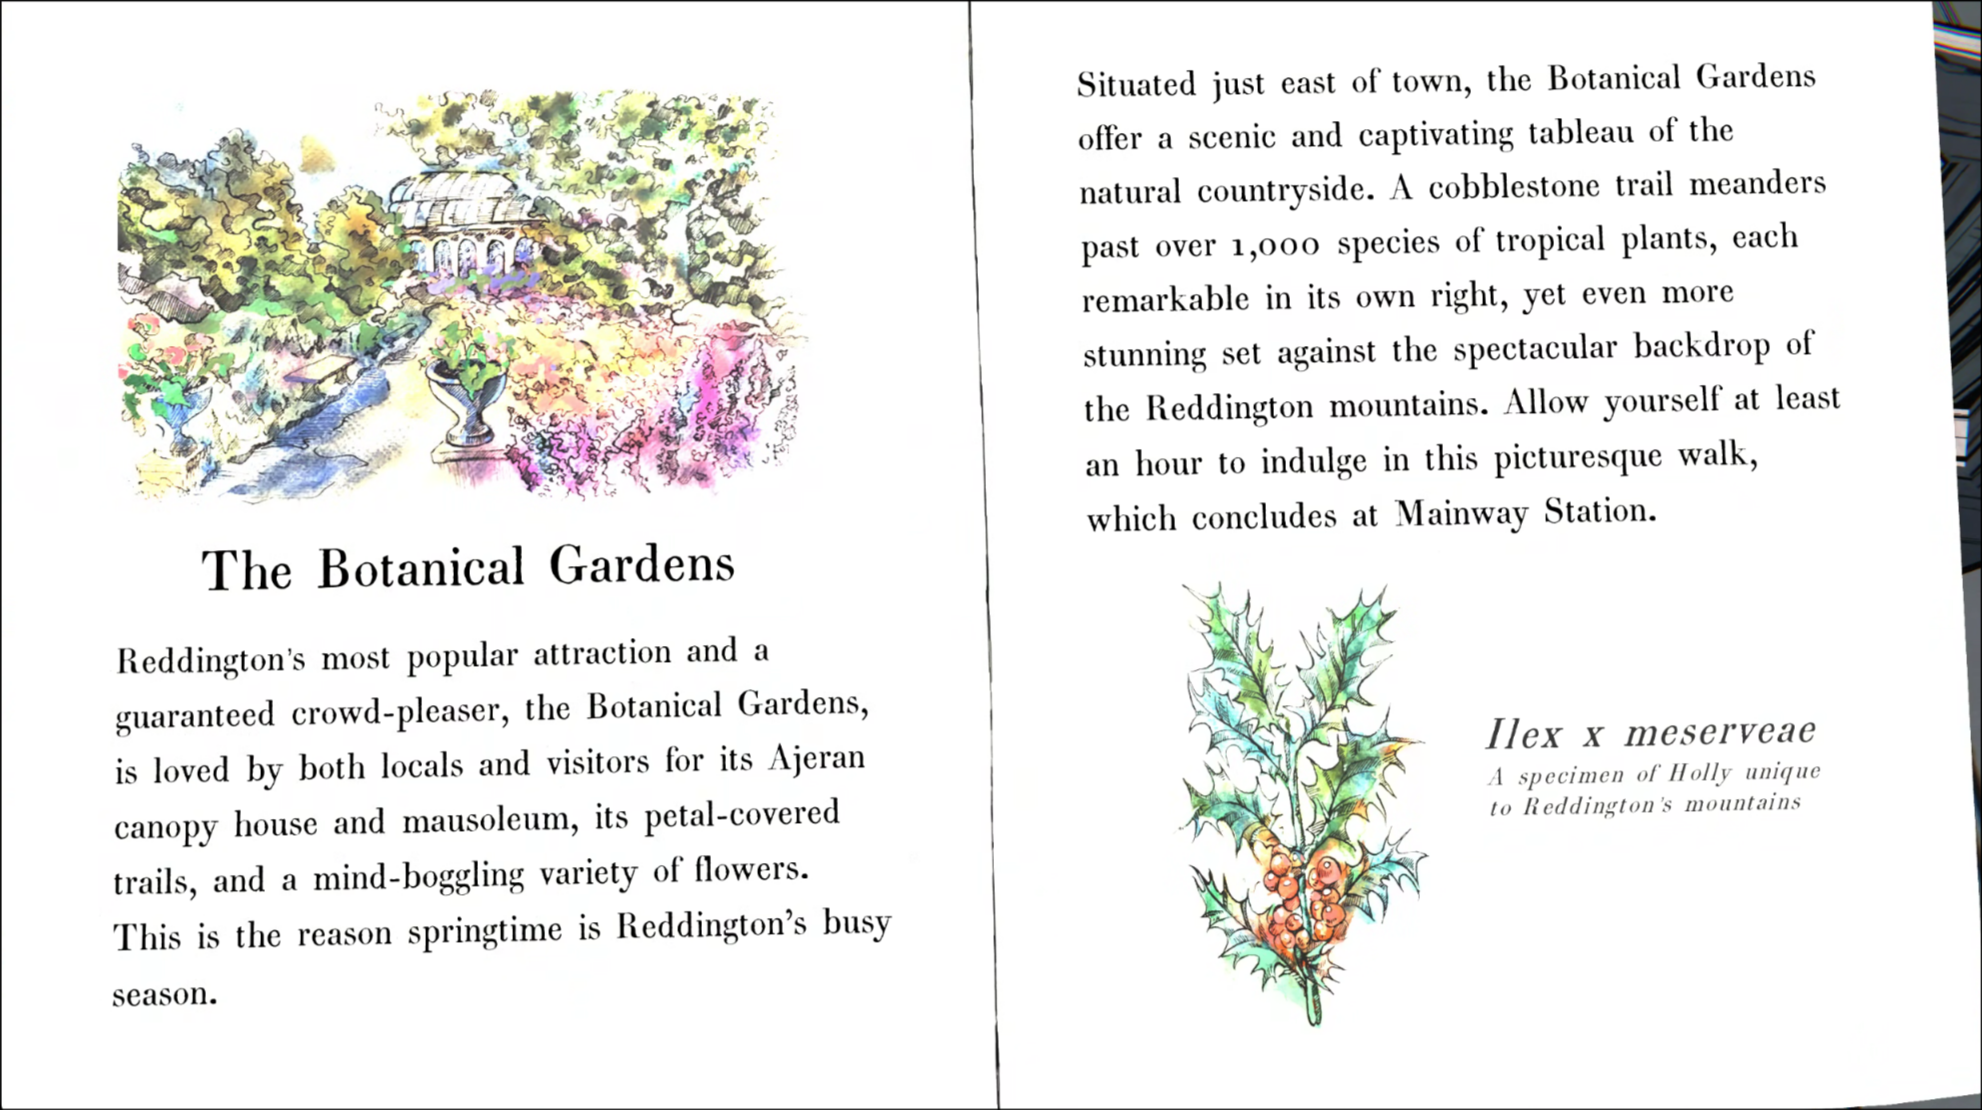 The Botanical Gardens
Reddington's most popular attraction and a
guaranteed crowd-pleaser, the Botanical Gardens,
is loved by both locals and visitors for its Ajeran
canopy house and mausoleum, its petal-covered
trails, and a mind-boggling variety of flowers.
This is the reason springtime is Reddington's busy
season.
Situated just east of town, the Botanical Gardens
offer a scenic and captivating tableau of the
natural countryside. A cobblestone trail meanders
past over 1,000 species of tropical plants, each
remarkable in its own right, yet even more
stunning set against the spectacular backdrop of
the Reddington mountains. Allow yourself at least
an hour to indulge in this picturesque walk,
which concludes at Mainway Station.
Ilex x meserveae
A specimen of Holly unique
to Reddington's mountains